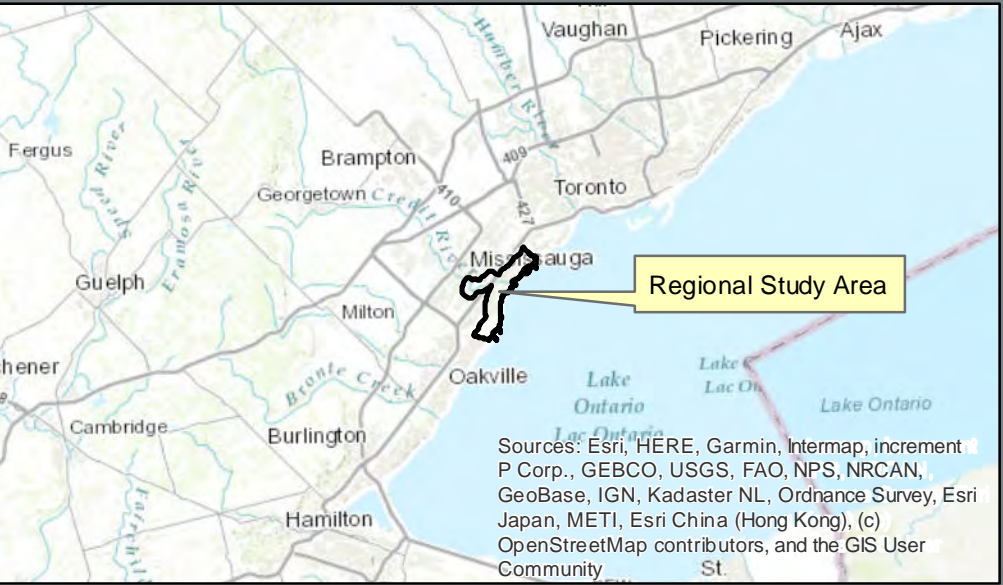 Vaughan
Pickering
Ajax
Humber River
Fergus
Speed River
Eramosa River
Brampton
409
Georgetown
Credit River
410
Toronto
427
Mississauga
Guelph
Regional Study Area
Milton
Lake
Lac On
Oakville
Lake
Ontario
Lac Ontario
Lake Ontario
Bronte Creek
Cambridge
Burlington
Hamilton
Sources: Esri, HERE, Garmin, Intermap, increment
P Corp., GEBCO, USGS, FAO, NPS, NRCAN,
GeoBase, IGN, Kadaster NL, Ordnance Survey, Esri
Japan, METI, Esri China (Hong Kong), (c)
OpenStreetMap contributors, and the GIS User
Community
St.